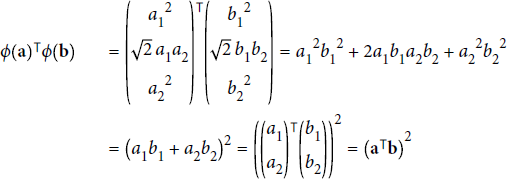 ϕ(a)ᵀϕ(b) = (a₁² √2 a₁a₂ a₂²)ᵀ (b₁² √2 b₁b₂ b₂²) = a₁²b₁² + 2a₁b₁a₂b₂ + a₂²b₂²
= (a₁b₁ + a₂b₂)² = ((a₁ a₂)ᵀ (b₁ b₂))² = (aᵀb)²